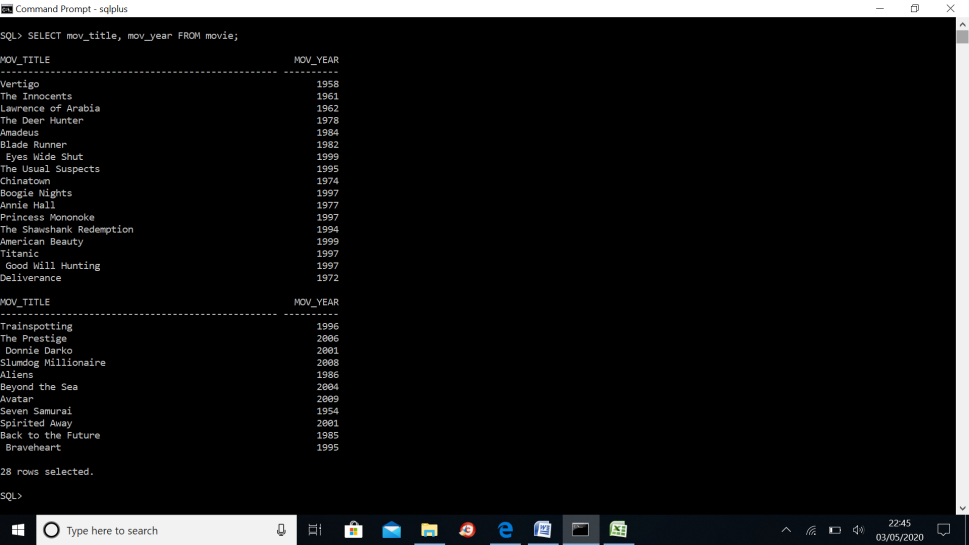 Command Prompt - sqlplus
SQL> SELECT mov_title, mov_year FROM movie;
MOV_TITLE MOV_YEAR
-------------------------------------------------- ----------
Vertigo 1958
The Innocents 1961
Lawrence of Arabia 1962
The Deer Hunter 1978
Amadeus 1984
Blade Runner 1982
 Eyes Wide Shut 1999
The Usual Suspects 1995
Chinatown 1974
Boogie Nights 1997
Annie Hall 1977
Princess Mononoke 1997
The Shawshank Redemption 1994
American Beauty 1999
Titanic 1997
 Good Will Hunting 1997
Deliverance 1972
MOV_TITLE MOV_YEAR
-------------------------------------------------- ----------
Trainspotting 1996
The Prestige 2006
 Donnie Darko 2001
Slumdog Millionaire 2008
Aliens 1986
Beyond the Sea 2004
Avatar 2009
Seven Samurai 1954
Spirited Away 2001
Back to the Future 1985
 Braveheart 1995
28 rows selected.
SQL>
Type here to search
22:45
03/05/2020